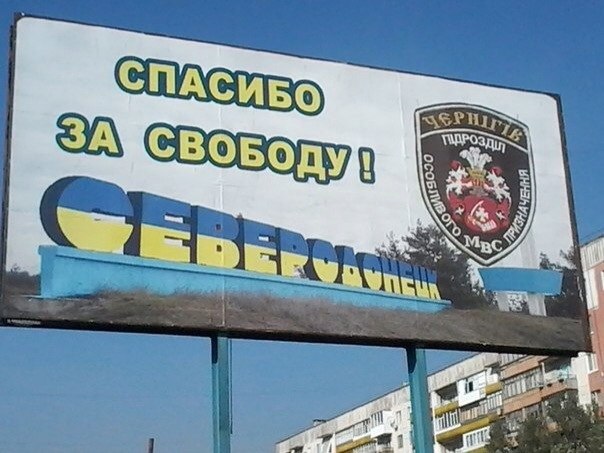 СПАСИБО
ЗА СВОБОДУ !
ЧЕРНІГІВ
ПІДРОЗДІЛ
ОСОБЛИВОГО ПРИЗНАЧЕННЯ
МВС
СЕВЕРОДОНЕЦК